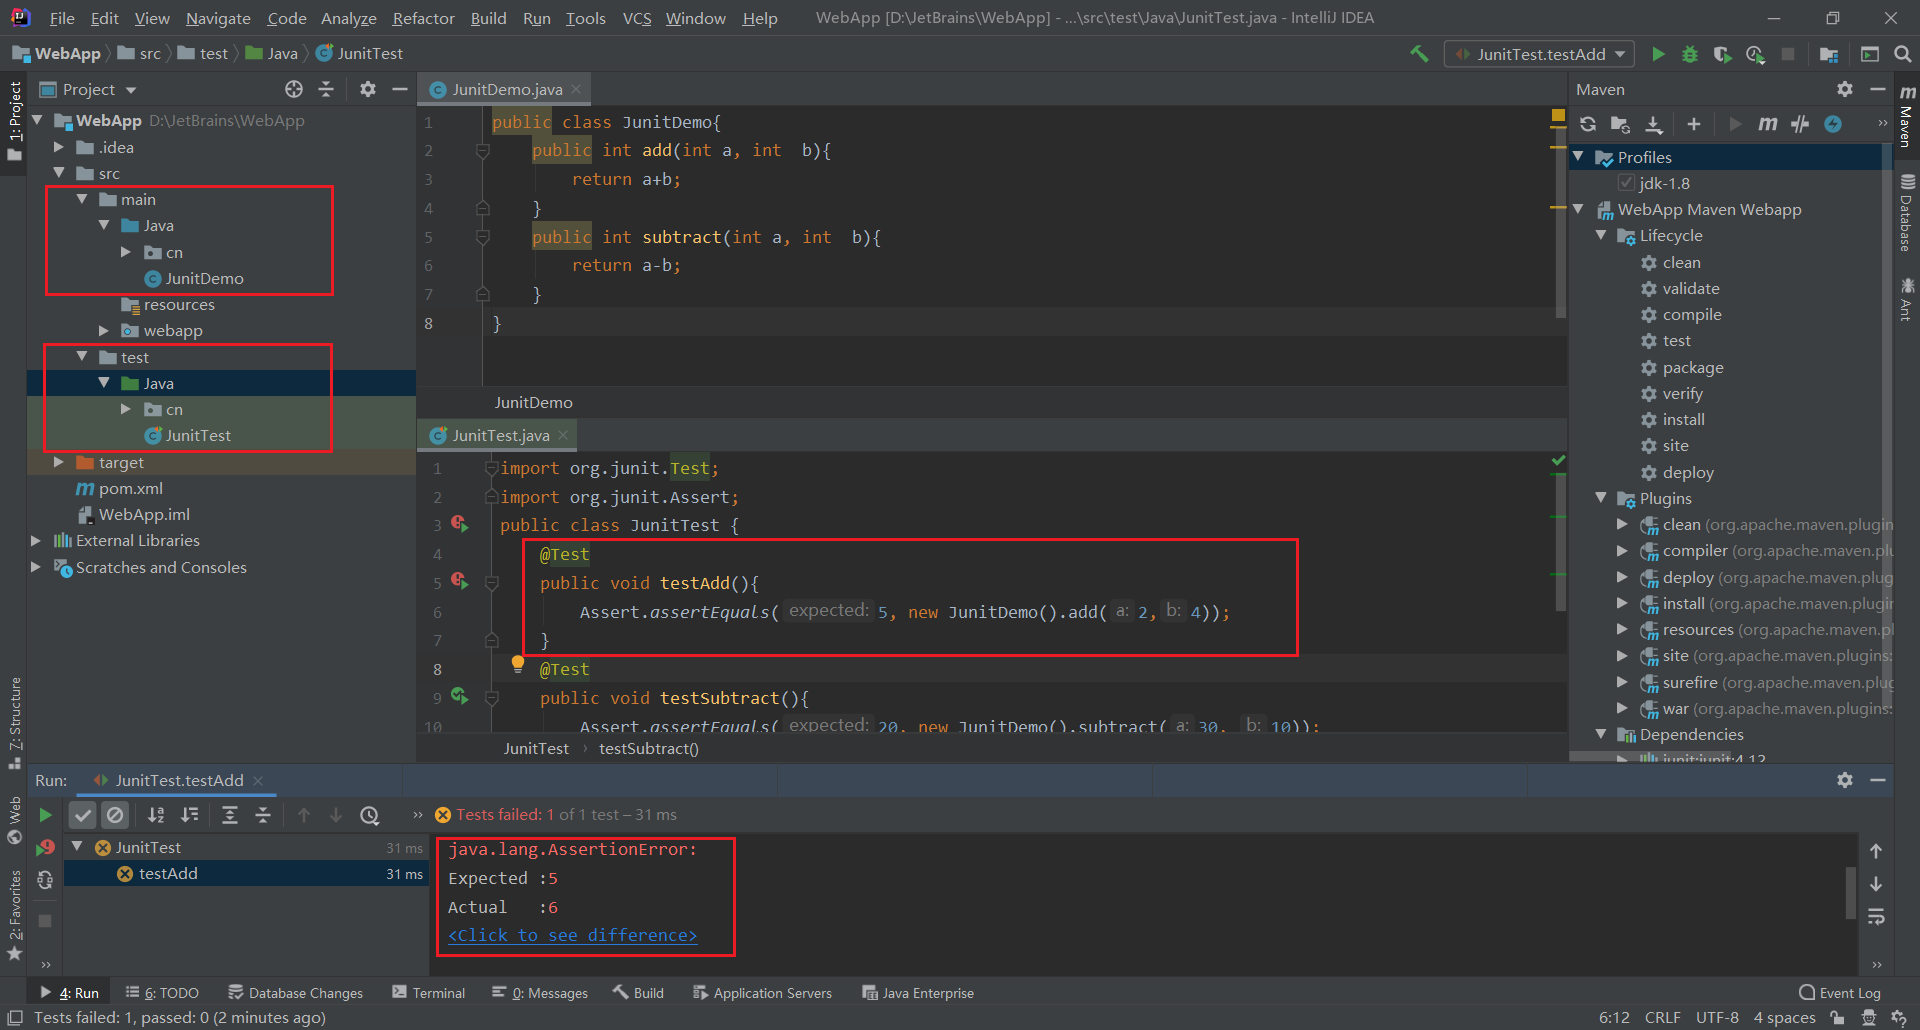 File Edit View Navigate Code Analyze Refactor Build Run Tools VCS Window Help WebApp [D:\JetBrains\WebApp] - ...\src\test\Java\JunitTest.java - IntelliJ IDEA
WebApp src test Java JunitTest
JunitTest.testAdd
1: Project
Project
WebApp D:\JetBrains\WebApp
.idea
src
main
Java
cn
JunitDemo
resources
webapp
test
Java
cn
JunitTest
target
pom.xml
WebApp.iml
External Libraries
Scratches and Consoles
7: Structure
Web
2: Favorites
JunitDemo.java
1 public class JunitDemo{
2 public int add(int a, int  b){
3 return a+b;
4 }
5 public int subtract(int a, int  b){
6 return a-b;
7 }
8 }
JunitDemo
JunitTest.java
1 import org.junit.Test;
2 import org.junit.Assert;
3 public class JunitTest {
4 @Test
5 public void testAdd(){
6 Assert.assertEquals( expected: 5, new JunitDemo().add( a: 2, b: 4));
7 }
8 @Test
9 public void testSubtract(){
10 Assert.assertEquals( expected: 20, new JunitDemo().subtract( a: 30, b: 10));
JunitTest › testSubtract()
Maven
Profiles
jdk-1.8
WebApp Maven Webapp
Lifecycle
clean
validate
compile
test
package
verify
install
site
deploy
Plugins
clean (org.apache.maven.plugin
compiler (org.apache.maven.plu
deploy (org.apache.maven.plug
install (org.apache.maven.plugir
resources (org.apache.maven.pl
site (org.apache.maven.plugins:
surefire (org.apache.maven.plug
war (org.apache.maven.plugins:
Dependencies
junit:junit:4.12
Maven
Database
Ant
Run: JunitTest.testAdd
Tests failed: 1 of 1 test – 31 ms
JunitTest 31 ms
testAdd 31 ms
java.lang.AssertionError:
Expected :5
Actual   :6
<Click to see difference>
4: Run 6: TODO Database Changes Terminal 0: Messages Build Application Servers Java Enterprise Event Log
Tests failed: 1, passed: 0 (2 minutes ago) 6:12 CRLF UTF-8 4 spaces